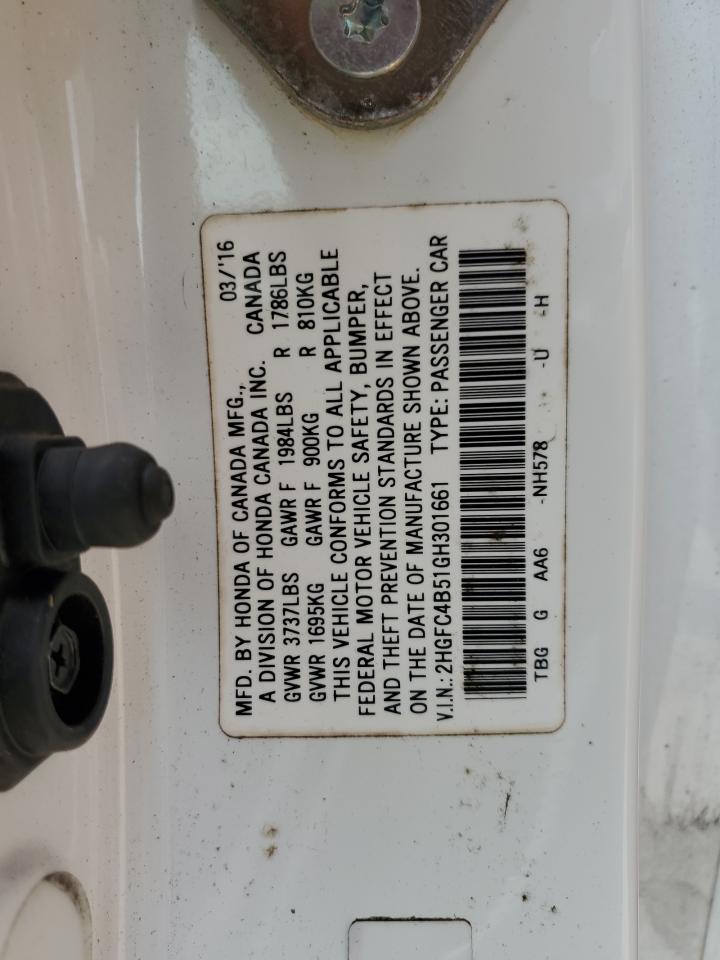 MFD. BY HONDA OF CANADA MFG., 03/'16
A DIVISION OF HONDA CANADA INC. CANADA
GVWR 3737LBS GAWR F 1984LBS R 1786LBS
GVWR 1695KG GAWR F 900KG R 810KG
THIS VEHICLE CONFORMS TO ALL APPLICABLE
FEDERAL MOTOR VEHICLE SAFETY, BUMPER,
AND THEFT PREVENTION STANDARDS IN EFFECT
ON THE DATE OF MANUFACTURE SHOWN ABOVE.
V.I.N.: 2HGFC4B51GH301661 TYPE: PASSENGER CAR
TBG G AA6 -NH578 -U -H